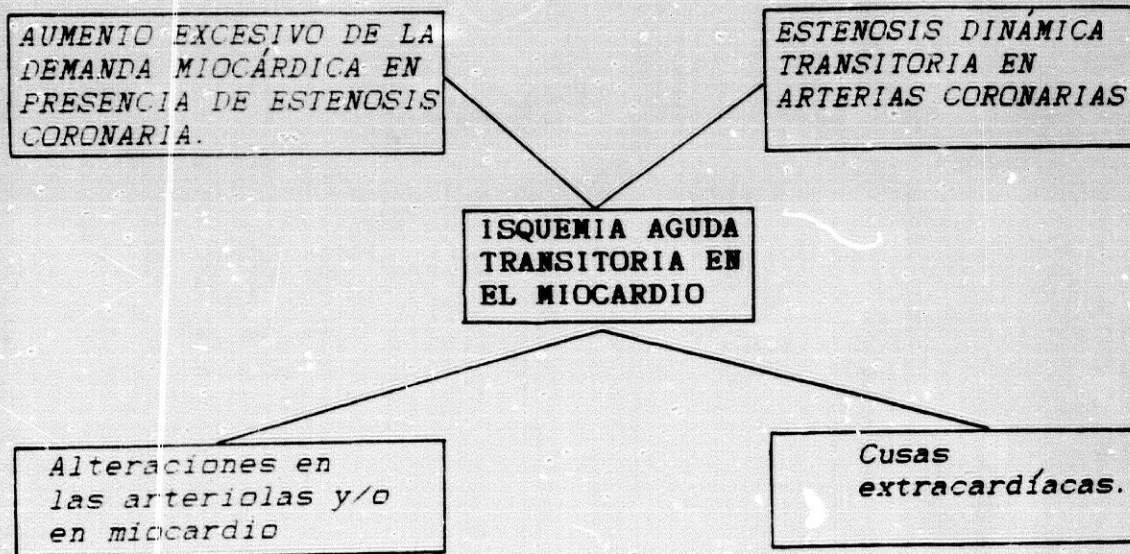 AUMENTO EXCESIVO DE LA
DEMANDA MIOCÁRDICA EN
PRESENCIA DE ESTENOSIS
CORONARIA.
ESTENOSIS DINÁMICA
TRANSITORIA EN
ARTERIAS CORONARIAS
ISQUEMIA AGUDA
TRANSITORIA EN
EL MIOCARDIO
Alteraciones en
las arteriolas y/o
en miocardio
Cusas
extracardíacas.